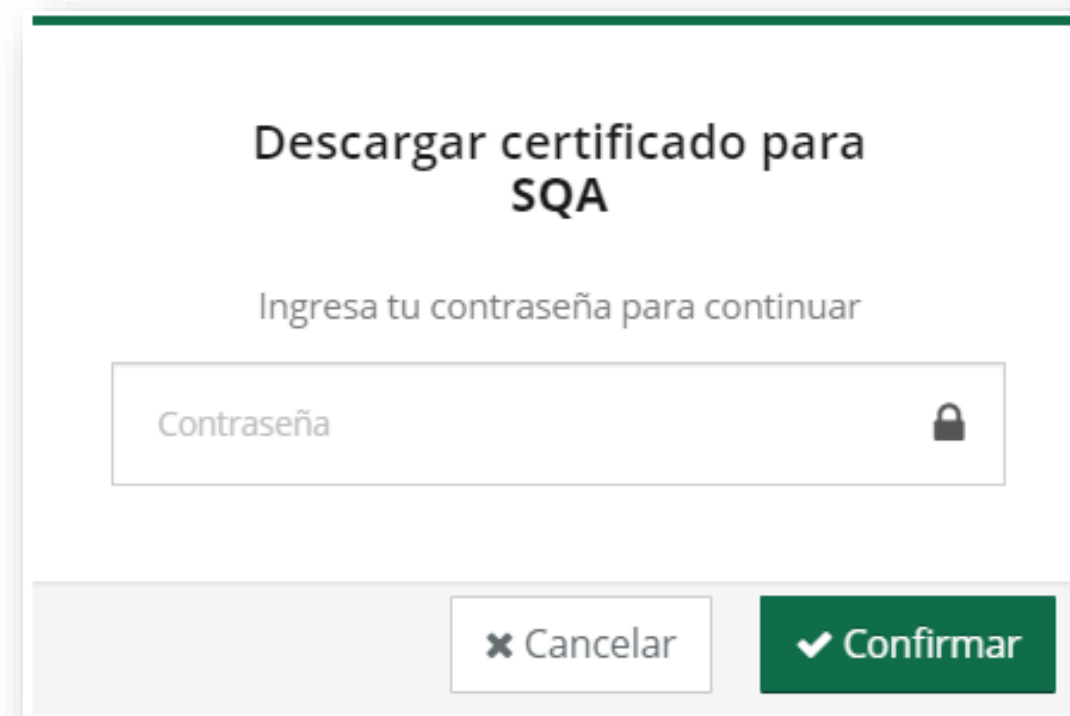 Descargar certificado para
SQA
Ingresa tu contraseña para continuar
Contraseña
Cancelar
Confirmar